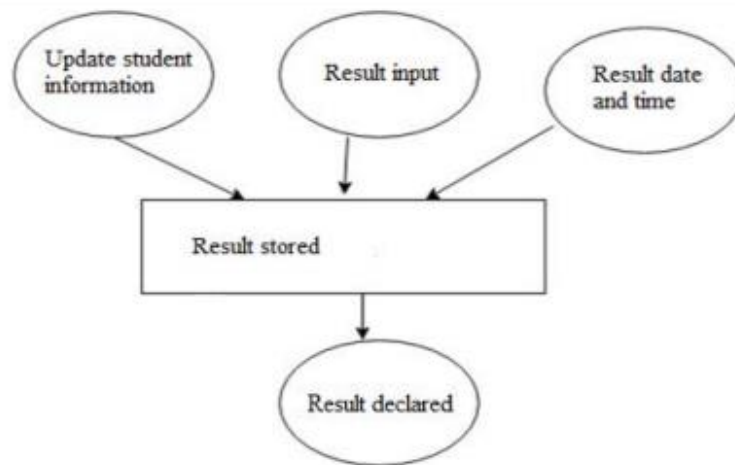 Update student
information
Result input
Result date
and time
Result stored
Result declared